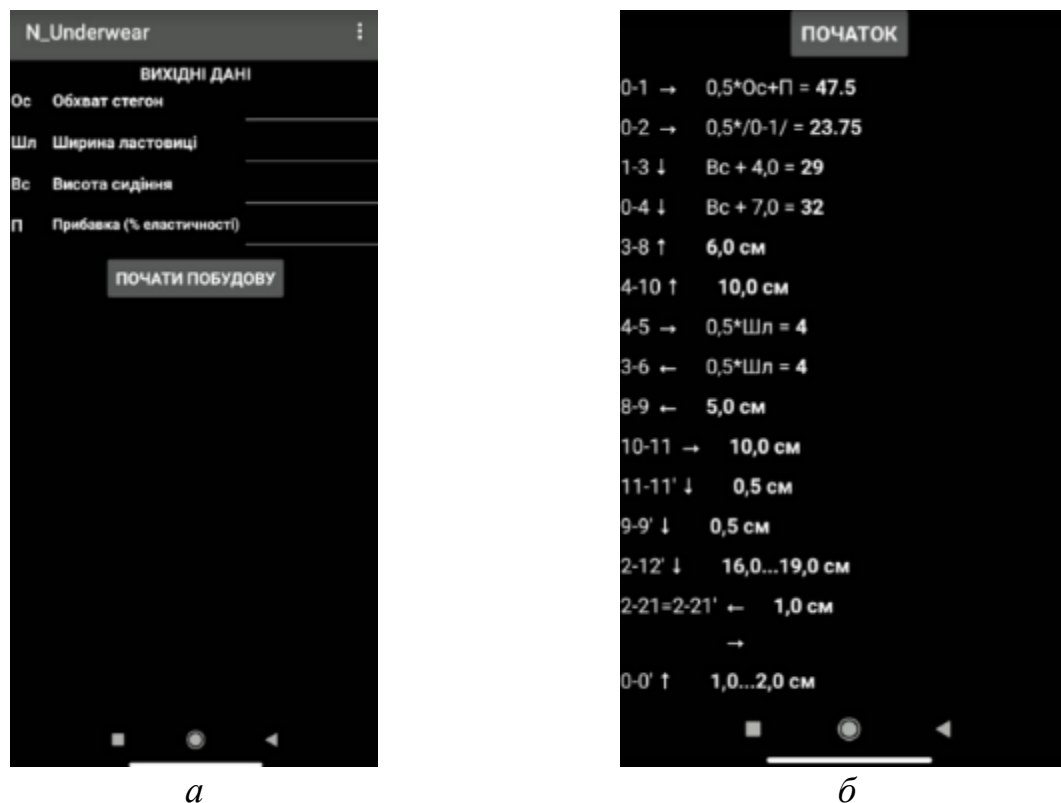 N_Underwear
ВИХІДНІ ДАНІ
Ос Обхват стегон
Шл Ширина ластовиці
Вс Висота сидіння
П Прибавка (% еластичності)
ПОЧАТИ ПОБУДОВУ
а
ПОЧАТОК
0-1 → 0,5*Ос+П = 47.5
0-2 → 0,5*/0-1/ = 23.75
1-3 ↓ Вс + 4,0 = 29
0-4 ↓ Вс + 7,0 = 32
3-8 ↑ 6,0 см
4-10 ↑ 10,0 см
4-5 → 0,5*Шл = 4
3-6 ← 0,5*Шл = 4
8-9 ← 5,0 см
10-11 → 10,0 см
11-11' ↓ 0,5 см
9-9' ↓ 0,5 см
2-12' ↓ 16,0...19,0 см
2-21=2-21' ← 1,0 см
→
0-0' ↑ 1,0...2,0 см
б